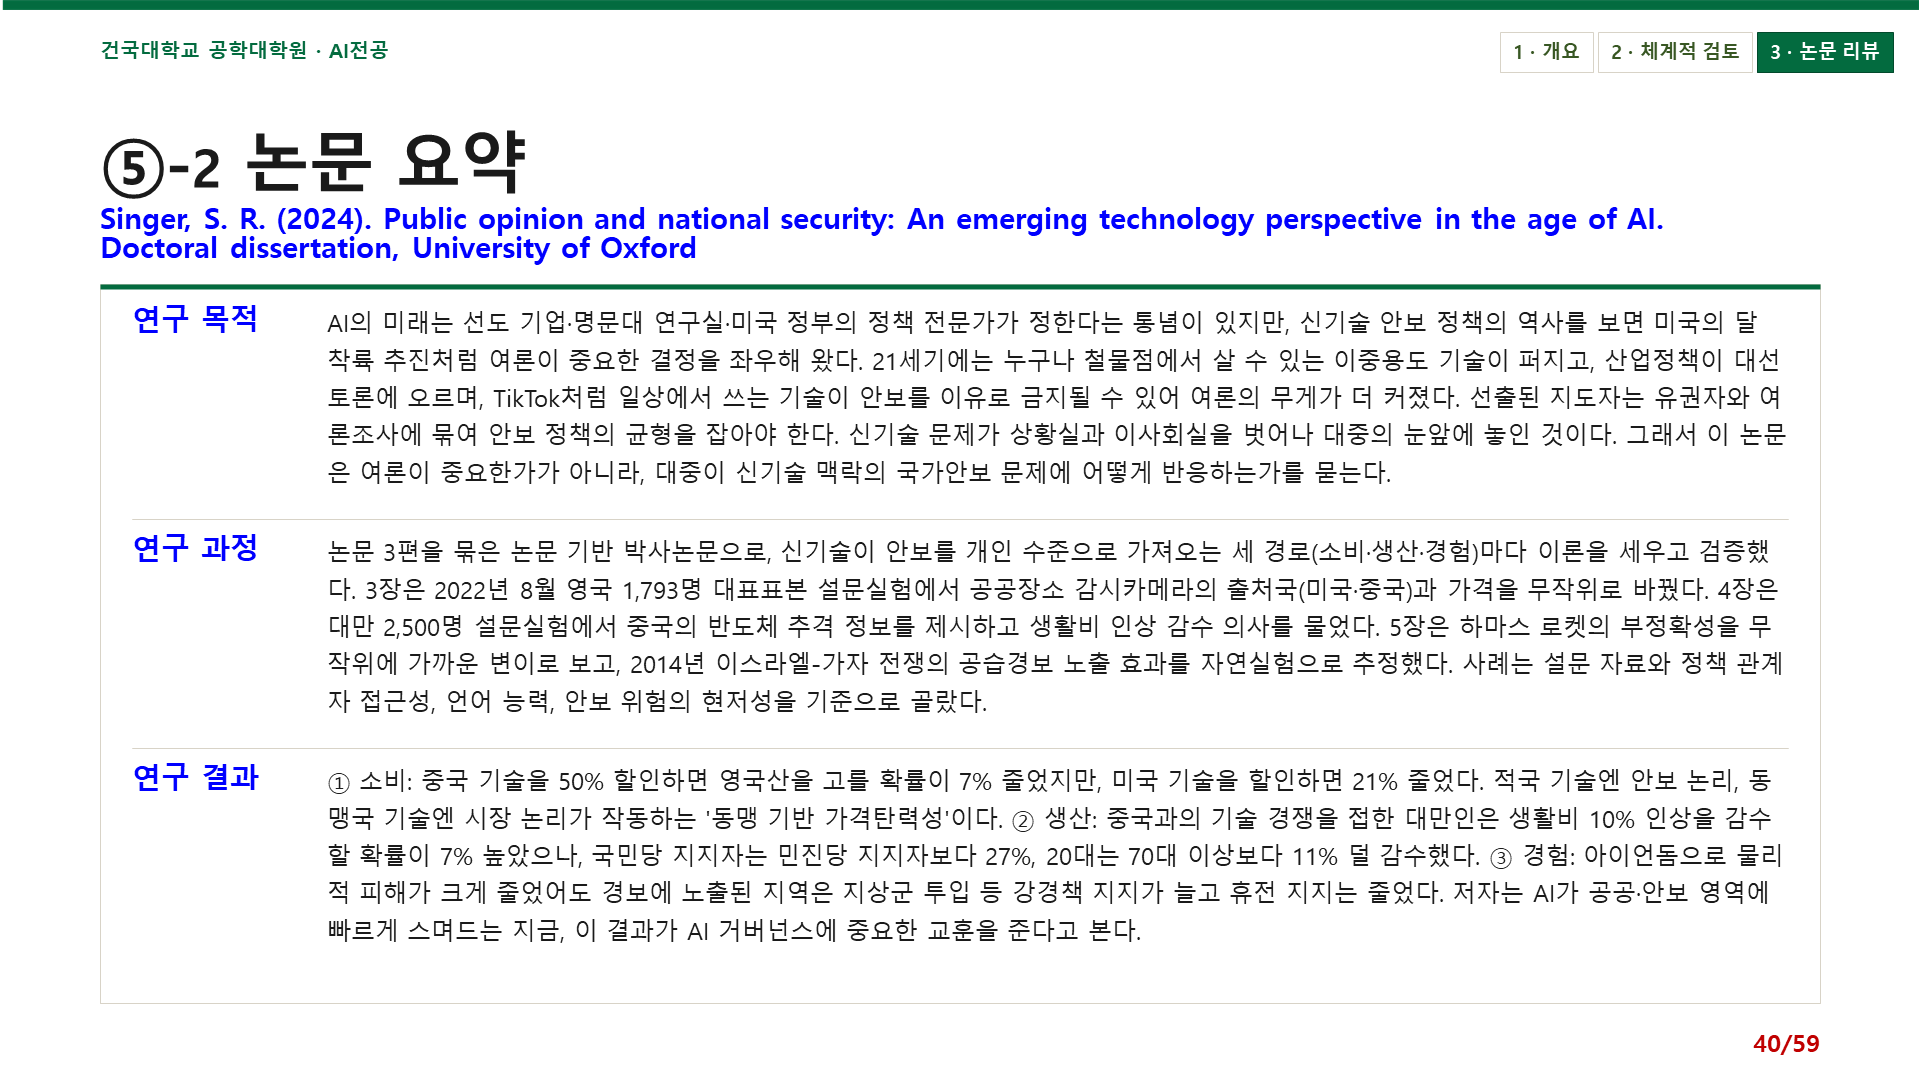 건국대학교 공학대학원 · AI전공
1 · 개요
2 · 체계적 검토
3 · 논문 리뷰
⑤-2 논문 요약
Singer, S. R. (2024). Public opinion and national security: An emerging technology perspective in the age of AI.
Doctoral dissertation, University of Oxford
연구 목적
AI의 미래는 선도 기업·명문대 연구실·미국 정부의 정책 전문가가 정한다는 통념이 있지만, 신기술 안보 정책의 역사를 보면 미국의 달
착륙 추진처럼 여론이 중요한 결정을 좌우해 왔다. 21세기에는 누구나 철물점에서 살 수 있는 이중용도 기술이 퍼지고, 산업정책이 대선
토론에 오르며, TikTok처럼 일상에서 쓰는 기술이 안보를 이유로 금지될 수 있어 여론의 무게가 더 커졌다. 선출된 지도자는 유권자와 여
론조사에 묶여 안보 정책의 균형을 잡아야 한다. 신기술 문제가 상황실과 이사회실을 벗어나 대중의 눈앞에 놓인 것이다. 그래서 이 논문
은 여론이 중요한가가 아니라, 대중이 신기술 맥락의 국가안보 문제에 어떻게 반응하는가를 묻는다.
연구 과정
논문 3편을 묶은 논문 기반 박사논문으로, 신기술이 안보를 개인 수준으로 가져오는 세 경로(소비·생산·경험)마다 이론을 세우고 검증했
다. 3장은 2022년 8월 영국 1,793명 대표표본 설문실험에서 공공장소 감시카메라의 출처국(미국·중국)과 가격을 무작위로 바꿨다. 4장은
대만 2,500명 설문실험에서 중국의 반도체 추격 정보를 제시하고 생활비 인상 감수 의사를 물었다. 5장은 하마스 로켓의 부정확성을 무
작위에 가까운 변이로 보고, 2014년 이스라엘-가자 전쟁의 공습경보 노출 효과를 자연실험으로 추정했다. 사례는 설문 자료와 정책 관계
자 접근성, 언어 능력, 안보 위험의 현저성을 기준으로 골랐다.
연구 결과
① 소비: 중국 기술을 50% 할인하면 영국산을 고를 확률이 7% 줄었지만, 미국 기술을 할인하면 21% 줄었다. 적국 기술엔 안보 논리, 동
맹국 기술엔 시장 논리가 작동하는 '동맹 기반 가격탄력성'이다. ② 생산: 중국과의 기술 경쟁을 접한 대만인은 생활비 10% 인상을 감수
할 확률이 7% 높았으나, 국민당 지지자는 민진당 지지자보다 27%, 20대는 70대 이상보다 11% 덜 감수했다. ③ 경험: 아이언돔으로 물리
적 피해가 크게 줄었어도 경보에 노출된 지역은 지상군 투입 등 강경책 지지가 늘고 휴전 지지는 줄었다. 저자는 AI가 공공·안보 영역에
빠르게 스며드는 지금, 이 결과가 AI 거버넌스에 중요한 교훈을 준다고 본다.
40/59